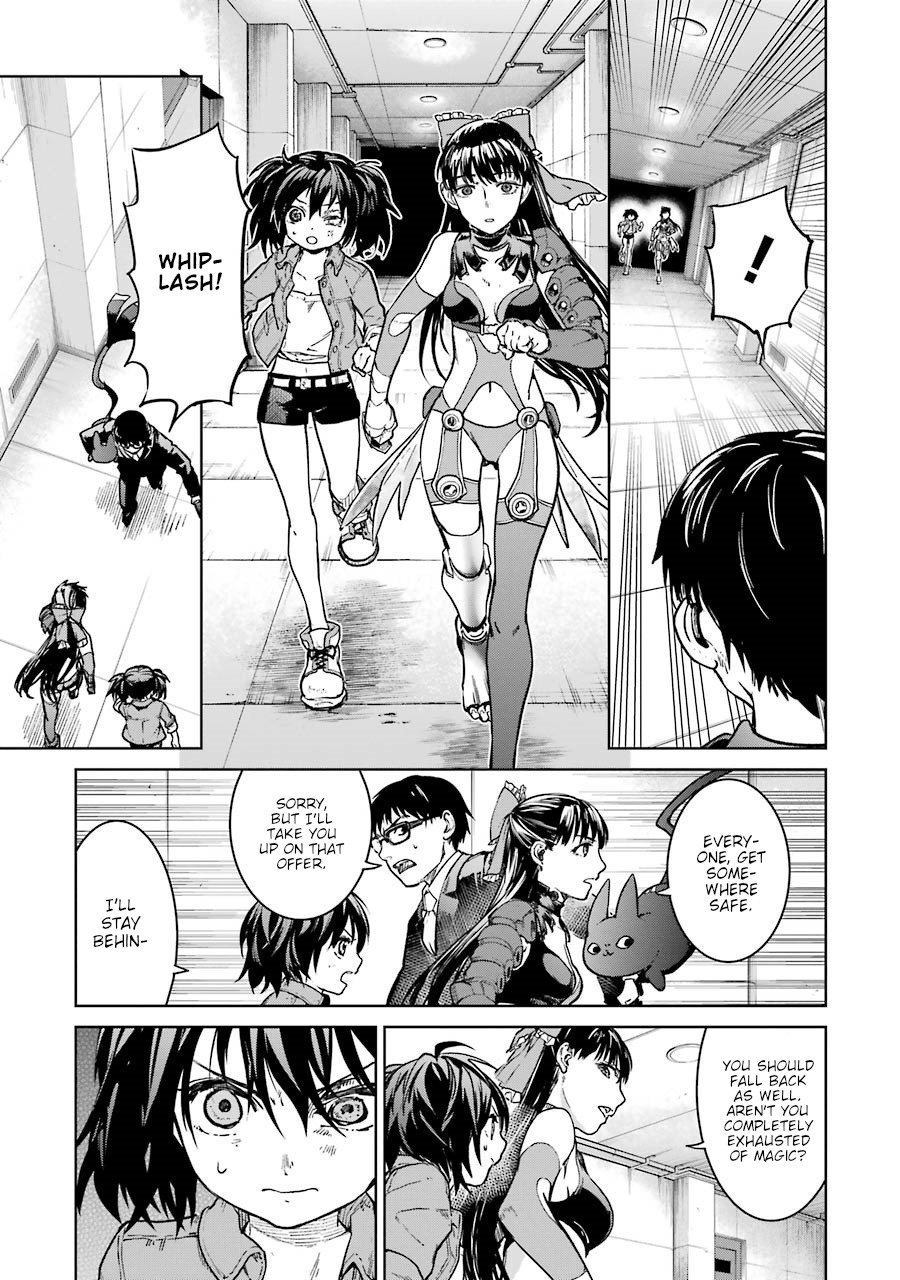 !
WHIP-
LASH!
EVERY-
ONE, GET
SOME-
WHERE
SAFE.
SORRY,
BUT I'LL
TAKE YOU
UP ON THAT
OFFER.
I'LL
STAY
BEHIN-
YOU SHOULD
FALL BACK
AS WELL.
AREN'T YOU
COMPLETELY
EXHAUSTED
OF MAGIC?